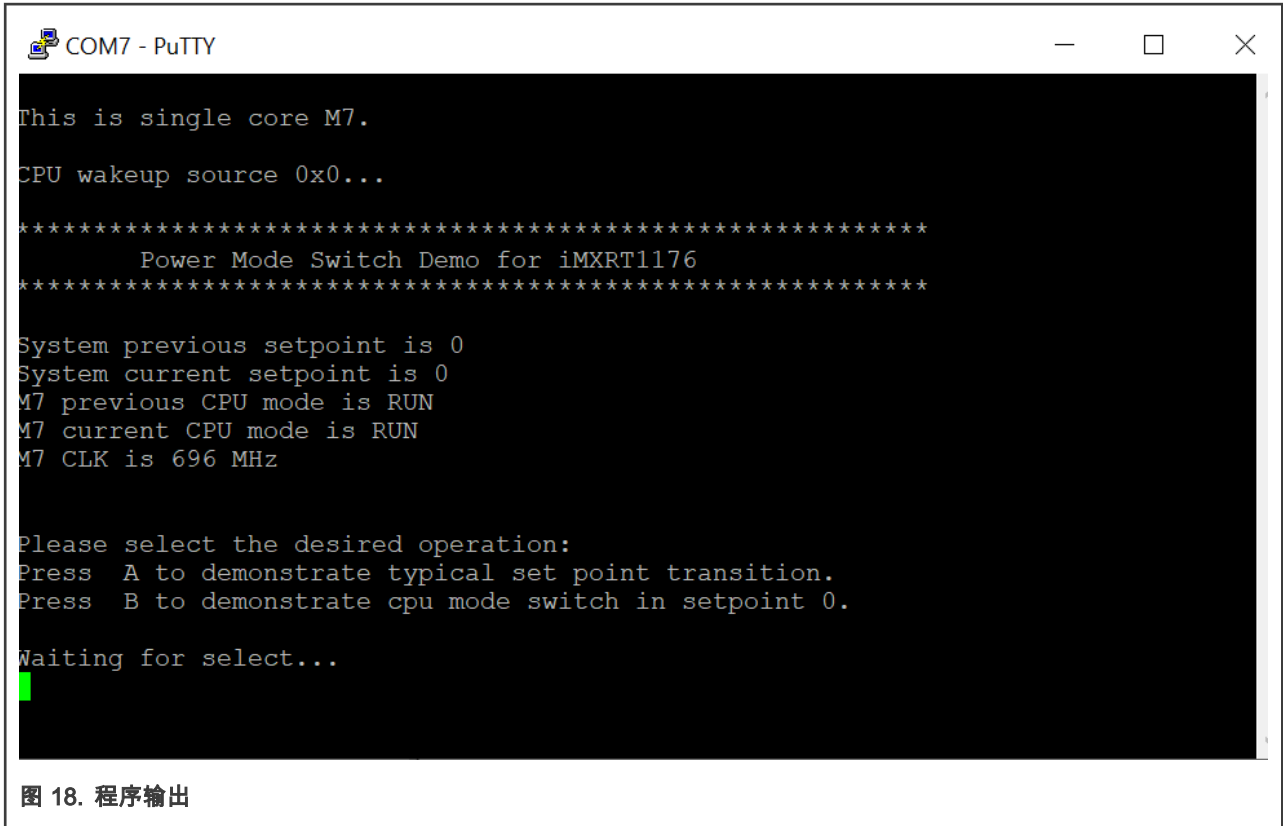 COM7 - PuTTY
This is single core M7.
CPU wakeup source 0x0...
***********************************************************
Power Mode Switch Demo for iMXRT1176
***********************************************************
System previous setpoint is 0
System current setpoint is 0
M7 previous CPU mode is RUN
M7 current CPU mode is RUN
M7 CLK is 696 MHz
Please select the desired operation:
Press  A to demonstrate typical set point transition.
Press  B to demonstrate cpu mode switch in setpoint 0.
Waiting for select...
图 18. 程序输出